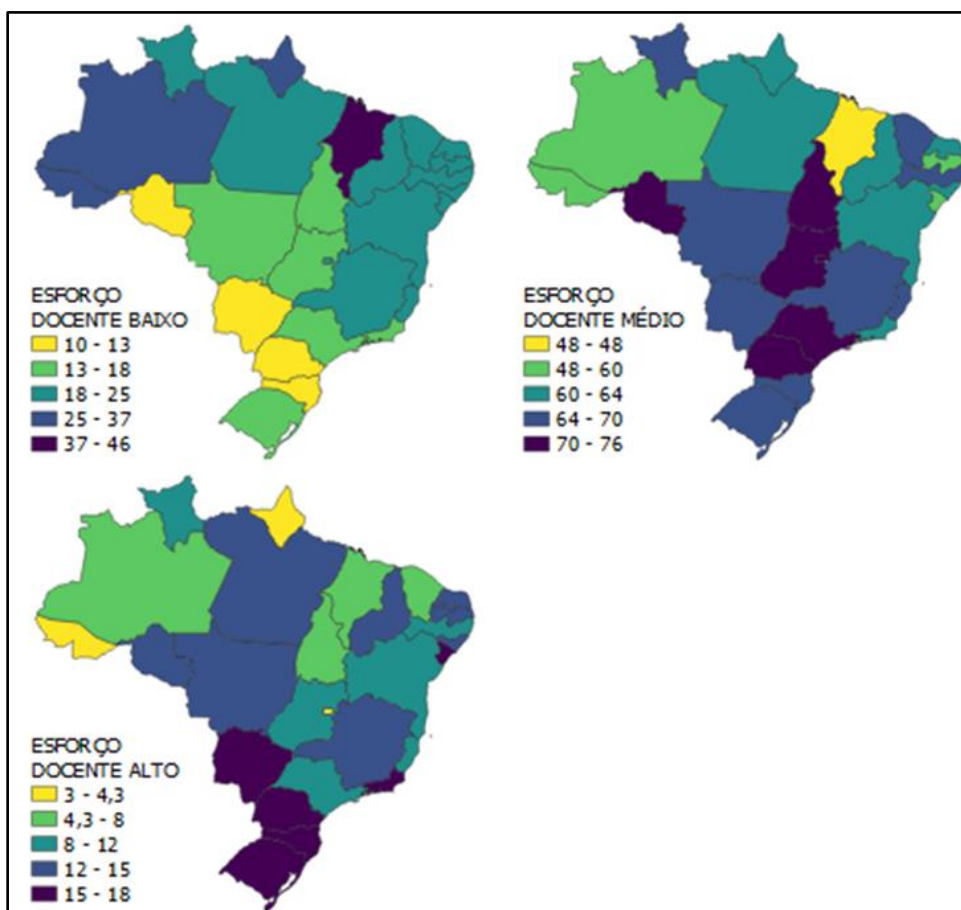 ESFORÇO
DOCENTE BAIXO
10 - 13
13 - 18
18 - 25
25 - 37
37 - 46
ESFORÇO
DOCENTE MÉDIO
48 - 48
48 - 60
60 - 64
64 - 70
70 - 76
ESFORÇO
DOCENTE ALTO
3 - 4,3
4,3 - 8
8 - 12
12 - 15
15 - 18